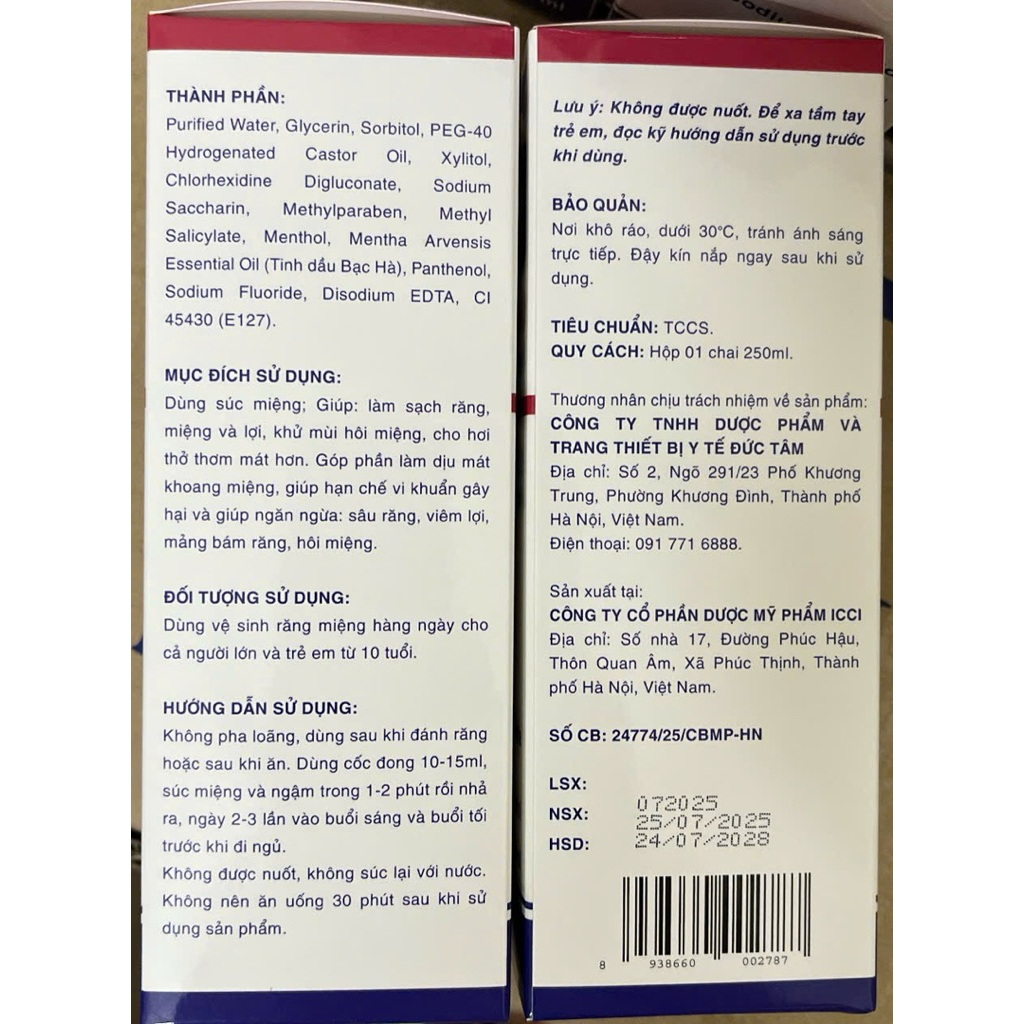 THÀNH PHẦN:
Purified Water, Glycerin, Sorbitol, PEG-40
Hydrogenated Castor Oil, Xylitol,
Chlorhexidine Digluconate, Sodium
Saccharin, Methylparaben, Methyl
Salicylate, Menthol, Mentha Arvensis
Essential Oil (Tinh dầu Bạc Hà), Panthenol,
Sodium Fluoride, Disodium EDTA, CI
45430 (E127).
MỤC ĐÍCH SỬ DỤNG:
Dùng súc miệng; Giúp: làm sạch răng,
miệng và lợi, khử mùi hôi miệng, cho hơi
thở thơm mát hơn. Góp phần làm dịu mát
khoang miệng, giúp hạn chế vi khuẩn gây
hại và giúp ngăn ngừa: sâu răng, viêm lợi,
mảng bám răng, hôi miệng.
ĐỐI TƯỢNG SỬ DỤNG:
Dùng vệ sinh răng miệng hàng ngày cho
cả người lớn và trẻ em từ 10 tuổi.
HƯỚNG DẪN SỬ DỤNG:
Không pha loãng, dùng sau khi đánh răng
hoặc sau khi ăn. Dùng cốc đong 10-15ml,
súc miệng và ngậm trong 1-2 phút rồi nhả
ra, ngày 2-3 lần vào buổi sáng và buổi tối
trước khi đi ngủ.
Không được nuốt, không súc lại với nước.
Không nên ăn uống 30 phút sau khi sử
dụng sản phẩm.
Lưu ý: Không được nuốt. Để xa tầm tay
trẻ em, đọc kỹ hướng dẫn sử dụng trước
khi dùng.
BẢO QUẢN:
Nơi khô ráo, dưới 30°C, tránh ánh sáng
trực tiếp. Đậy kín nắp ngay sau khi sử
dụng.
TIÊU CHUẨN: TCCS.
QUY CÁCH: Hộp 01 chai 250ml.
Thương nhân chịu trách nhiệm về sản phẩm:
CÔNG TY TNHH DƯỢC PHẨM VÀ
TRANG THIẾT BỊ Y TẾ ĐỨC TÂM
Địa chỉ: Số 2, Ngõ 291/23 Phố Khương
Trung, Phường Khương Đình, Thành phố
Hà Nội, Việt Nam.
Điện thoại: 091 771 6888.
Sản xuất tại:
CÔNG TY CỔ PHẦN DƯỢC MỸ PHẨM ICCI
Địa chỉ: Số nhà 17, Đường Phúc Hậu,
Thôn Quan Âm, Xã Phúc Thịnh, Thành
phố Hà Nội, Việt Nam.
SỐ CB: 24774/25/CBMP-HN
LSX: 072025
NSX: 25/07/2025
HSD: 24/07/2028
8 938660 002787